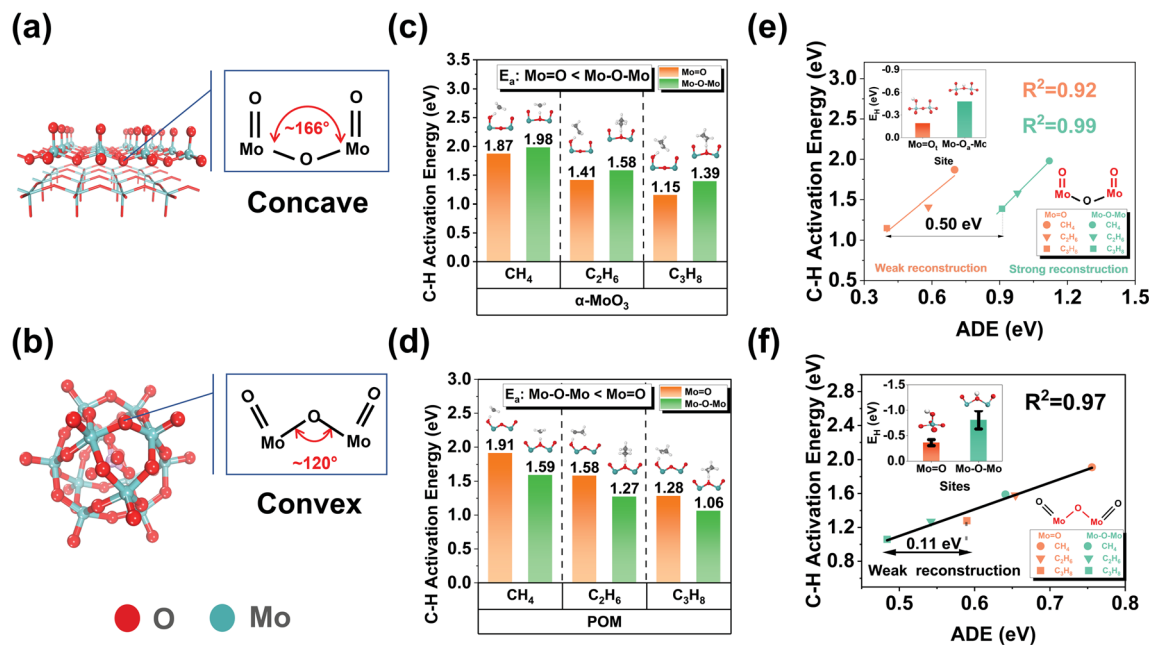 (a)
O
O
~166°
Mo
O
Mo
Concave
(b)
O
O
O
Mo
Mo
~120°
Convex
O
Mo
(c)
C-H Activation Energy (eV)
3.5
3.0
2.5
2.0
1.5
1.0
0.5
0.0
Eₐ: Mo=O < Mo-O-Mo
Mo=O
Mo-O-Mo
1.87
1.98
1.41
1.58
1.15
1.39
CH₄
C₂H₆
C₃H₈
α-MoO₃
(d)
C-H Activation Energy (eV)
3.0
2.5
2.0
1.5
1.0
0.5
0.0
Eₐ: Mo-O-Mo < Mo=O
Mo=O
Mo-O-Mo
1.91
1.59
1.58
1.27
1.28
1.06
CH₄
C₂H₆
C₃H₈
POM
(e)
C-H Activation Energy (eV)
3.0
2.5
2.0
1.5
1.0
0.5
E_H (eV)
-0.9
-0.6
-0.3
0.0
Mo=Oₜ
Mo-Oₐ-Mc
Site
R²=0.92
R²=0.99
O
O
Mo
Mo
O
0.50 eV
Mo=O
Mo-O-Mo
CH₄
CH₄
C₂H₆
C₂H₆
C₃H₈
C₃H₈
Weak reconstruction
Strong reconstruction
0.3
0.6
0.9
1.2
1.5
ADE (eV)
(f)
C-H Activation Energy (eV)
2.8
2.4
2.0
1.6
1.2
0.8
E_H (eV)
-1.5
-1.0
-0.5
0.0
Mo=O
Mo-O-Mo
Sites
R²=0.97
O
O
O
Mo
Mo
0.11 eV
Weak reconstruction
Mo=O
Mo-O-Mo
CH₄
CH₄
C₂H₆
C₂H₆
C₃H₈
C₃H₈
0.5
0.6
0.7
0.8
ADE (eV)